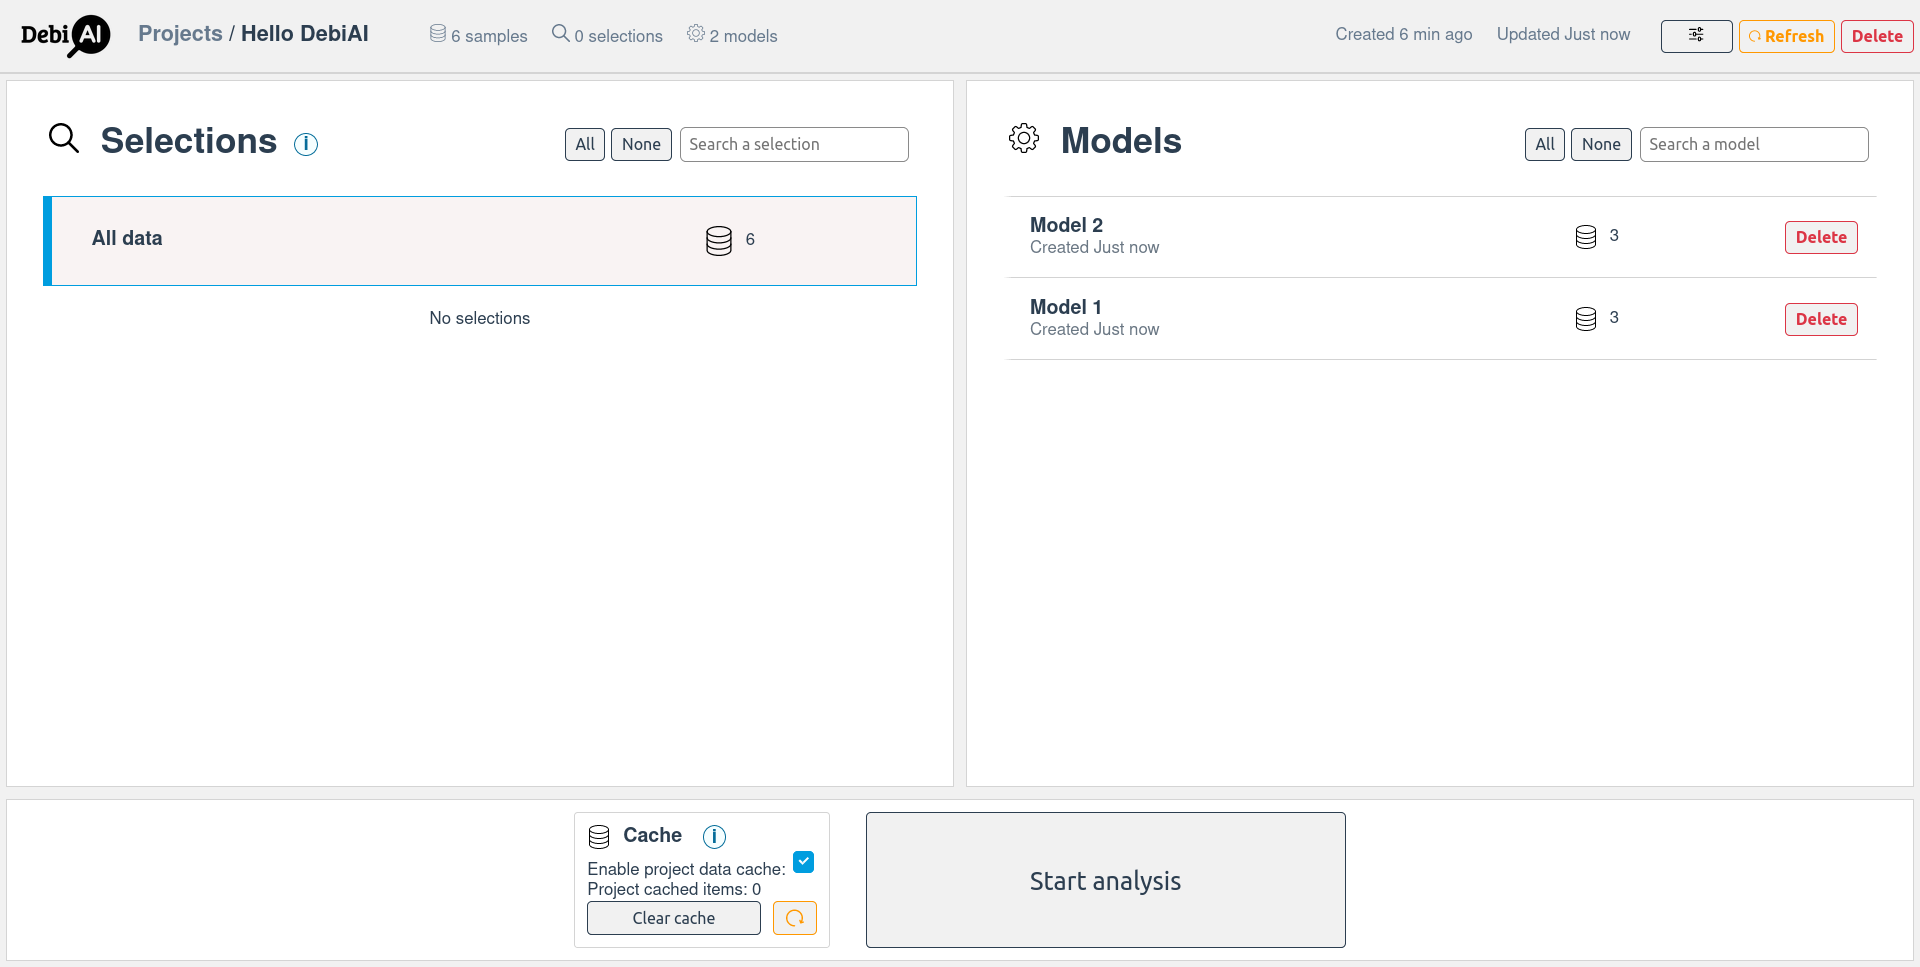 DebiAI
Projects / Hello DebiAI
6 samples
0 selections
2 models
Created 6 min ago
Updated Just now
Refresh
Delete
Selections
i
All
None
Search a selection
All data
6
No selections
Models
All
None
Search a model
Model 2
Created Just now
3
Delete
Model 1
Created Just now
3
Delete
Cache
i
Enable project data cache:
Project cached items: 0
Clear cache
Start analysis